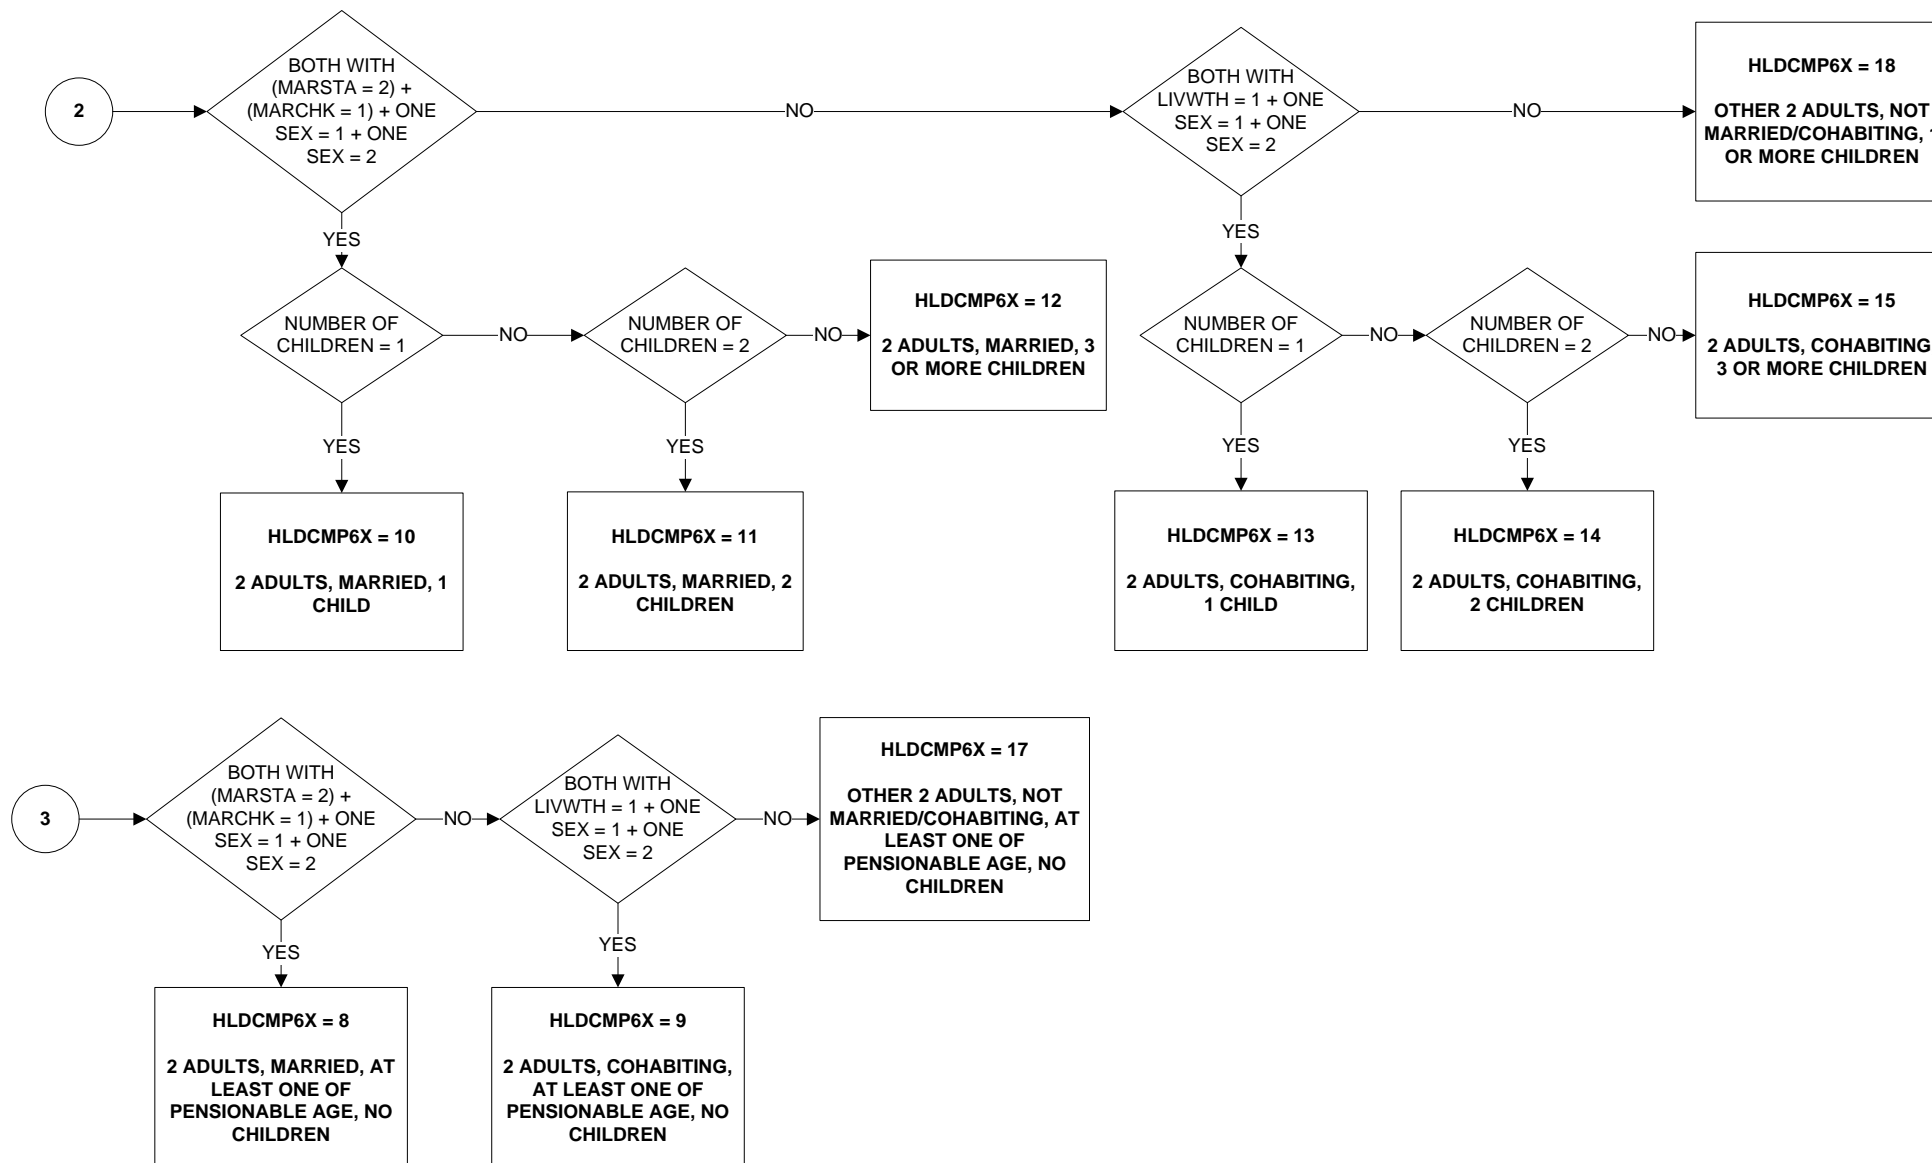 2
BOTH WITH
(MARSTA = 2) +
(MARCHK = 1) + ONE
SEX = 1 + ONE
SEX = 2
NO
BOTH WITH
LIVWTH = 1 + ONE
SEX = 1 + ONE
SEX = 2
NO
HLDCMP6X = 18
OTHER 2 ADULTS, NOT
MARRIED/COHABITING,
OR MORE CHILDREN
YES
YES
NUMBER OF
CHILDREN = 1
NO
NUMBER OF
CHILDREN = 2
NO
HLDCMP6X = 12
2 ADULTS, MARRIED, 3
OR MORE CHILDREN
NUMBER OF
CHILDREN = 1
NO
NUMBER OF
CHILDREN = 2
NO
HLDCMP6X = 15
2 ADULTS, COHABITING
3 OR MORE CHILDREN
YES
YES
YES
YES
HLDCMP6X = 10
2 ADULTS, MARRIED, 1
CHILD
HLDCMP6X = 11
2 ADULTS, MARRIED, 2
CHILDREN
HLDCMP6X = 13
2 ADULTS, COHABITING,
1 CHILD
HLDCMP6X = 14
2 ADULTS, COHABITING,
2 CHILDREN
3
BOTH WITH
(MARSTA = 2) +
(MARCHK = 1) + ONE
SEX = 1 + ONE
SEX = 2
NO
BOTH WITH
LIVWTH = 1 + ONE
SEX = 1 + ONE
SEX = 2
NO
HLDCMP6X = 17
OTHER 2 ADULTS, NOT
MARRIED/COHABITING, AT
LEAST ONE OF
PENSIONABLE AGE, NO
CHILDREN
YES
YES
HLDCMP6X = 8
2 ADULTS, MARRIED, AT
LEAST ONE OF
PENSIONABLE AGE, NO
CHILDREN
HLDCMP6X = 9
2 ADULTS, COHABITING,
AT LEAST ONE OF
PENSIONABLE AGE, NO
CHILDREN